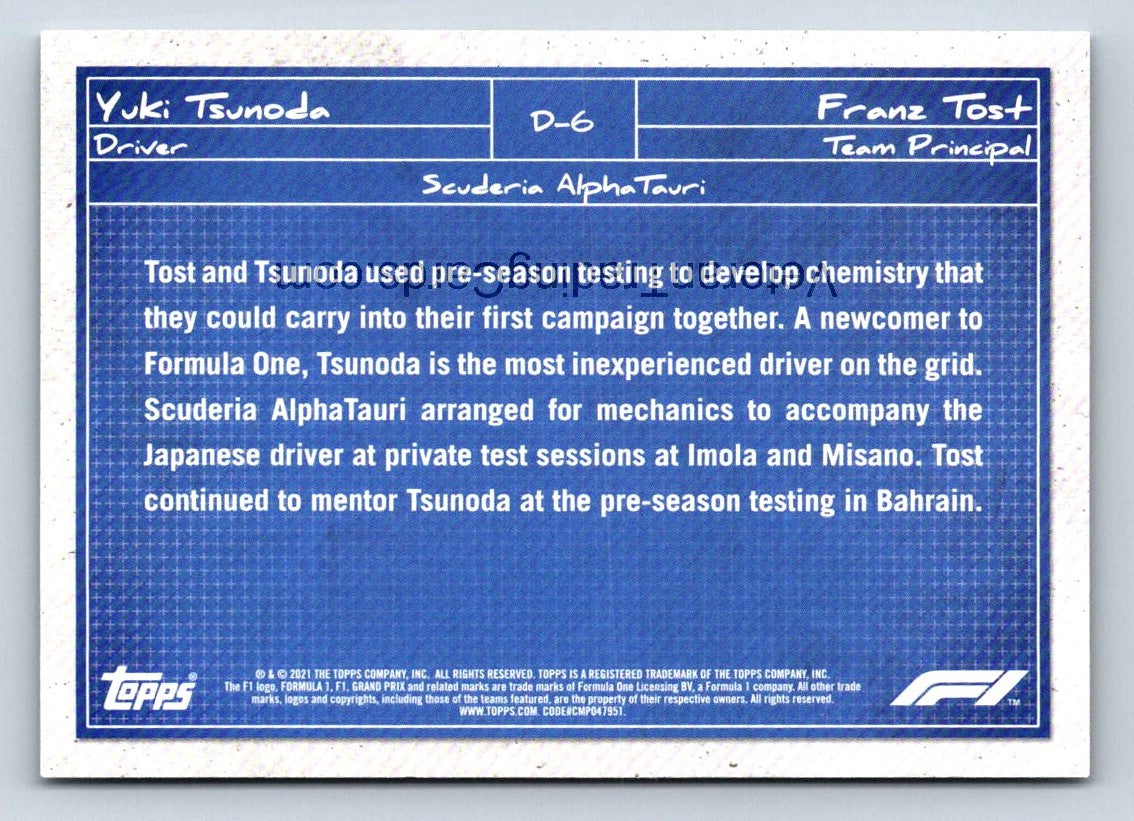 Yuki Tsunoda
D-6
Franz Tost
Driver
Team Principal
Scuderia AlphaTauri
Tost and Tsunoda used pre-season testing to develop chemistry that
they could carry into their first campaign together. A newcomer to
Formula One, Tsunoda is the most inexperienced driver on the grid.
Scuderia AlphaTauri arranged for mechanics to accompany the
Japanese driver at private test sessions at Imola and Misano. Tost
continued to mentor Tsunoda at the pre-season testing in Bahrain.
VeteranTradingCards.com
Topps®
® & © 2021 THE TOPPS COMPANY, INC. ALL RIGHTS RESERVED. TOPPS IS A REGISTERED TRADEMARK OF THE TOPPS COMPANY, INC.
The F1 logo, FORMULA 1, F1, GRAND PRIX and related marks are trade marks of Formula One Licensing BV, a Formula 1 company. All other trade
marks, logos and copyrights, including those of the teams featured, are the property of their respective owners. All rights reserved.
WWW.TOPPS.COM. CODE#CMP047951.
F1™